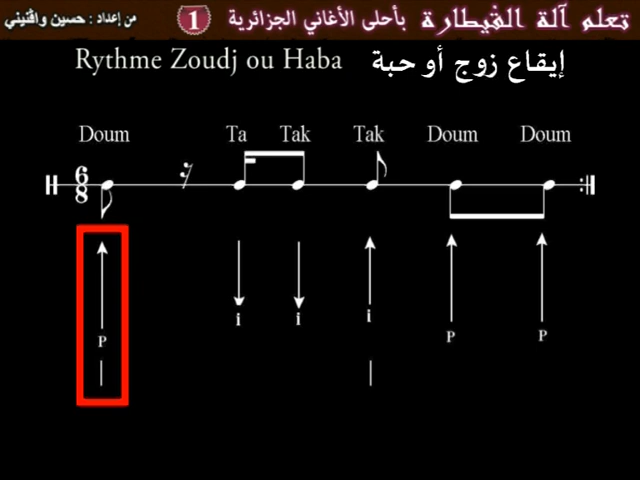 تعلم آلة القيطارة بأحلى الأغاني الجزائرية 1 من إعداد : حسين واقنيني
Rythme Zoudj ou Haba إيقاع زوج أو حبة
Doum Ta Tak Tak Doum Doum
6
8
i i i P P
P